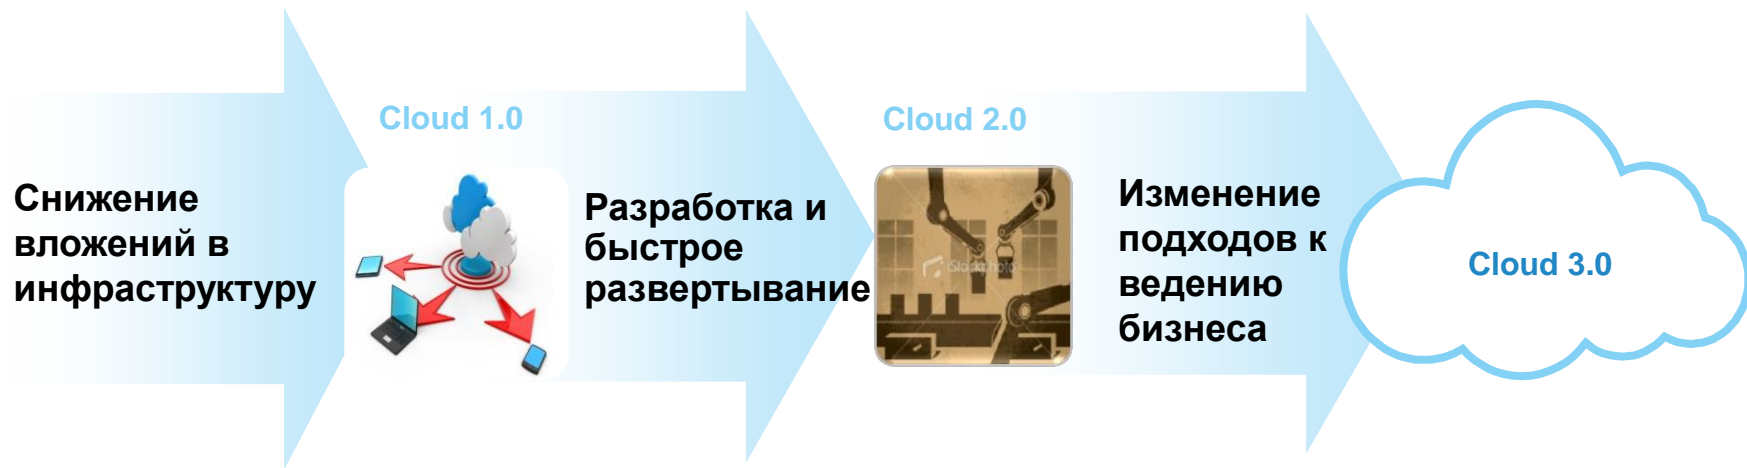 Снижение
вложений в
инфраструктуру
Cloud 1.0
Разработка и
быстрое
развертывание
Cloud 2.0
iStockphoto
Изменение
подходов к
ведению
бизнеса
Cloud 3.0